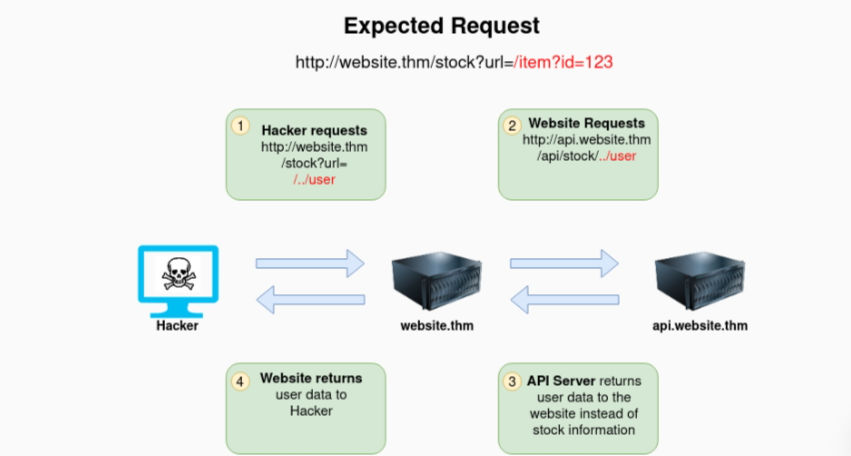 Expected Request
http://website.thm/stock?url=/item?id=123
1
Hacker requests
http://website.thm
/stock?url=
/../user
2
Website Requests
http://api.website.thm
/api/stock/../user
Hacker
website.thm
api.website.thm
4
Website returns
user data to
Hacker
3
API Server returns
user data to the
website instead of
stock information